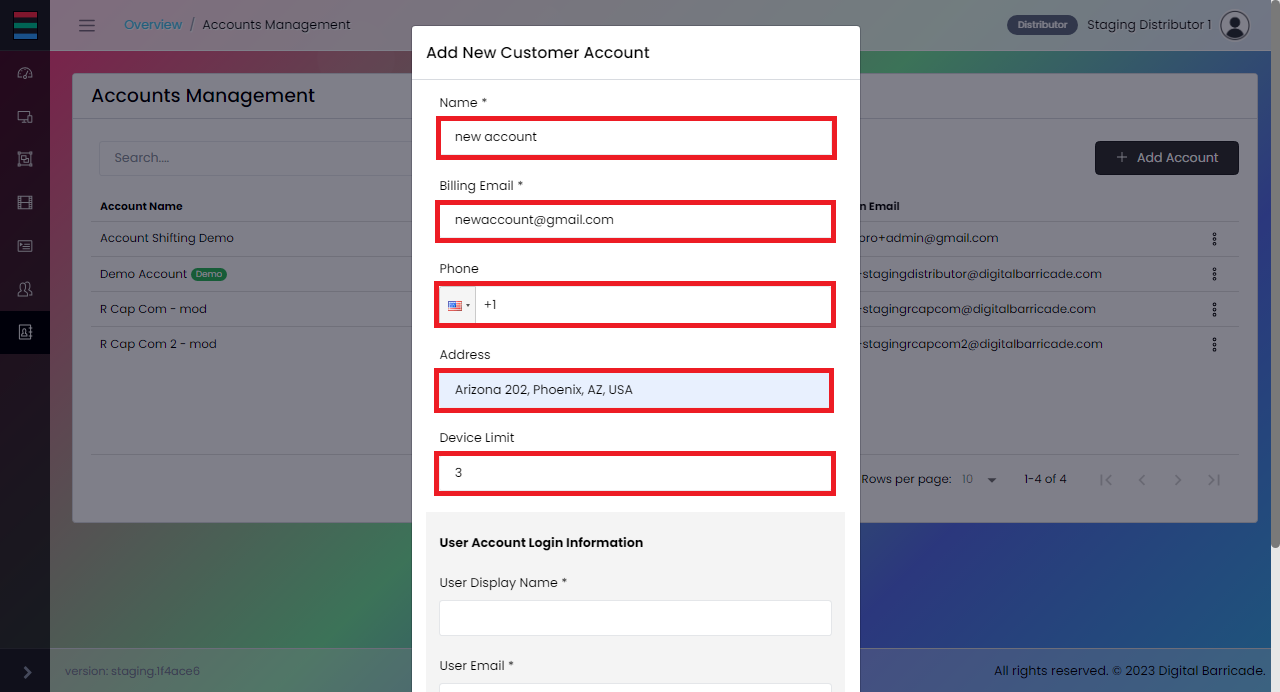 Overview / Accounts Management
Distributor Staging Distributor 1
Add New Customer Account
Accounts Management
Name *
new account
Search....
+ Add Account
Billing Email *
newaccount@gmail.com
Account Name
n Email
Account Shifting Demo
pro+admin@gmail.com
Phone
+1
Demo Account Demo
-stagingdistributor@digitalbarricade.com
R Cap Com - mod
-stagingrcapcom@digitalbarricade.com
R Cap Com 2 - mod
-stagingrcapcom2@digitalbarricade.com
Address
Arizona 202, Phoenix, AZ, USA
Device Limit
3
Rows per page: 10 1-4 of 4
User Account Login Information
User Display Name *
User Email *
version: staging.1f4ace6
All rights reserved. © 2023 Digital Barricade.